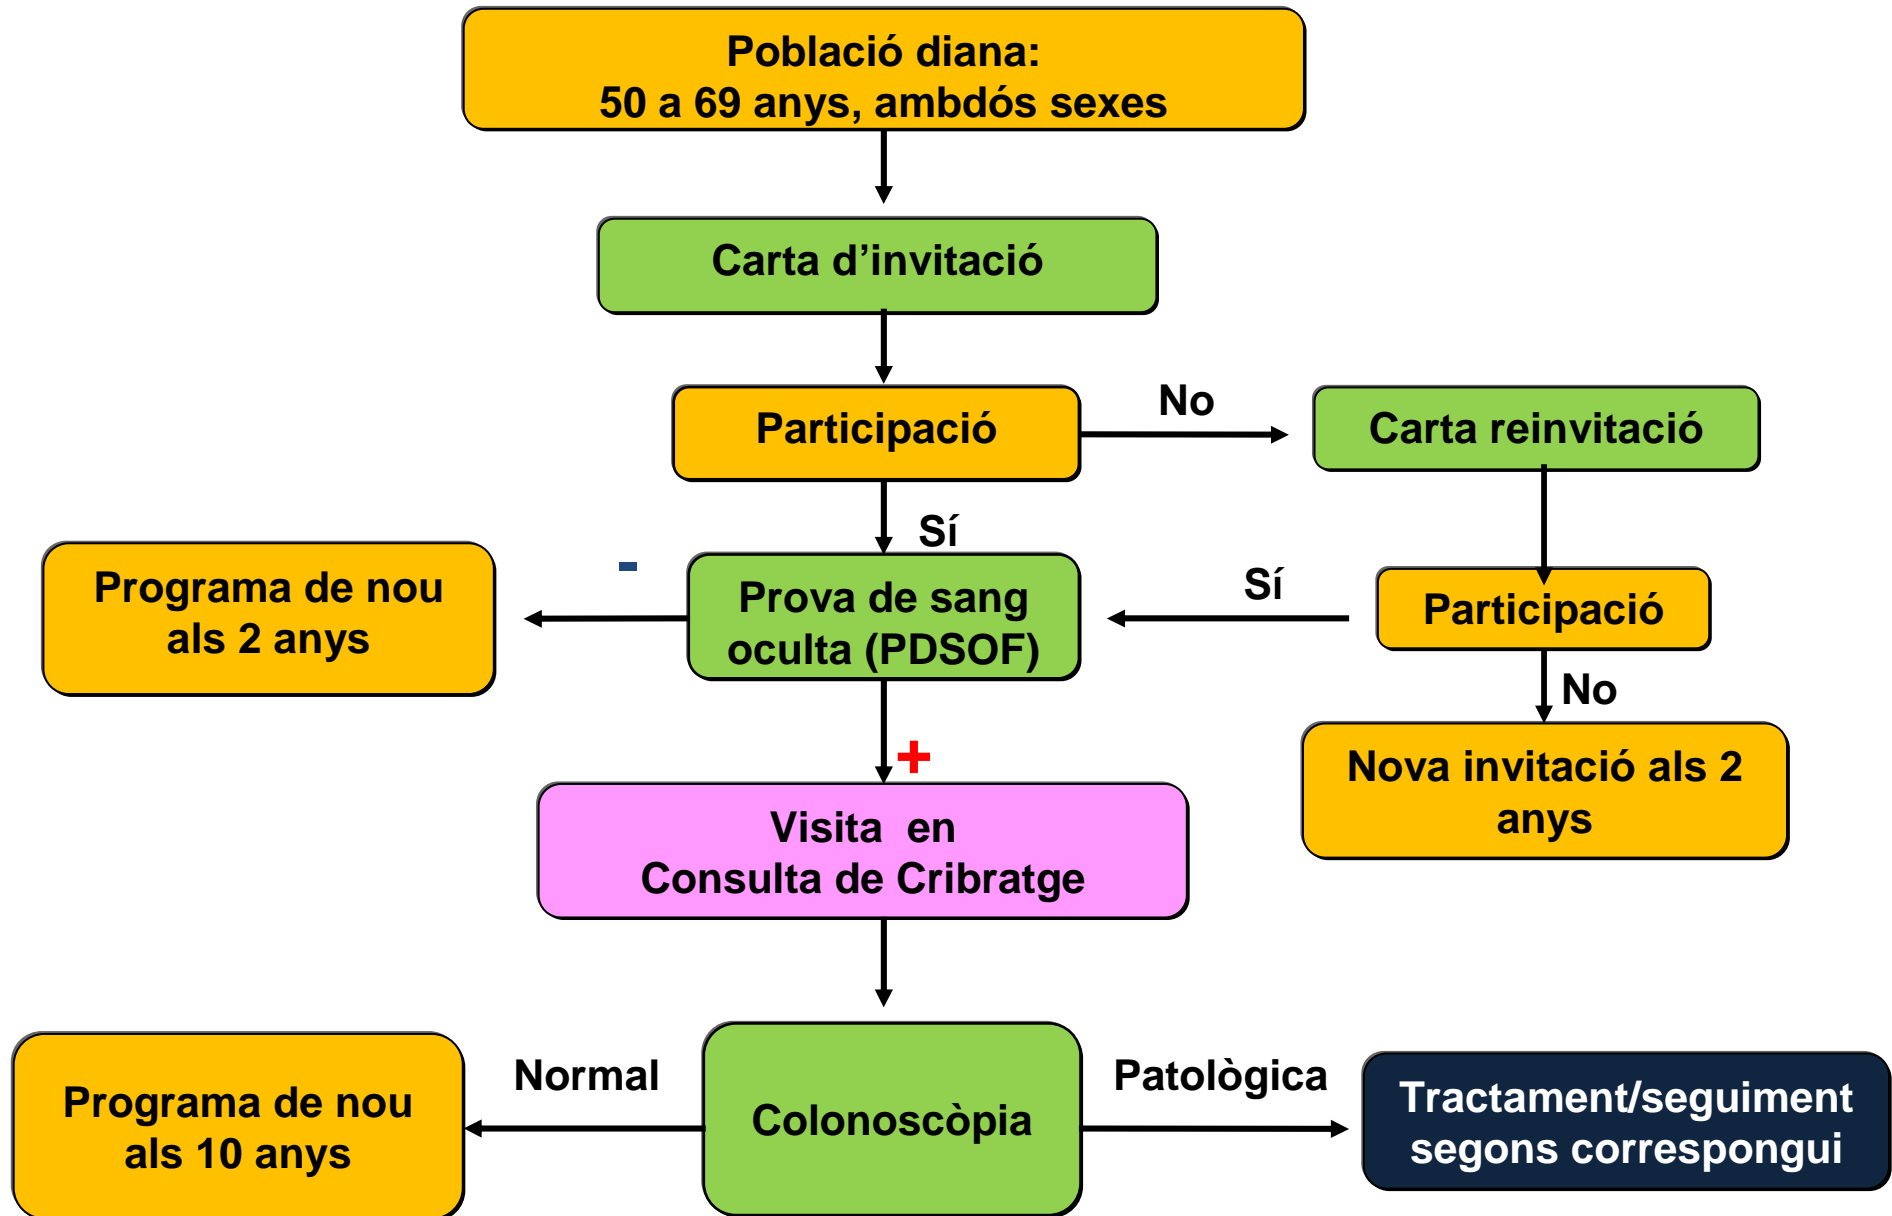 Població diana:
50 a 69 anys, ambdós sexes
Carta d’invitació
Participació
No
Carta reinvitació
Sí
-
Programa de nou
als 2 anys
Prova de sang
oculta (PDSOF)
Sí
Participació
No
+
Nova invitació als 2
anys
Visita en
Consulta de Cribratge
Normal
Patològica
Programa de nou
als 10 anys
Colonoscòpia
Tractament/seguiment
segons correspongui